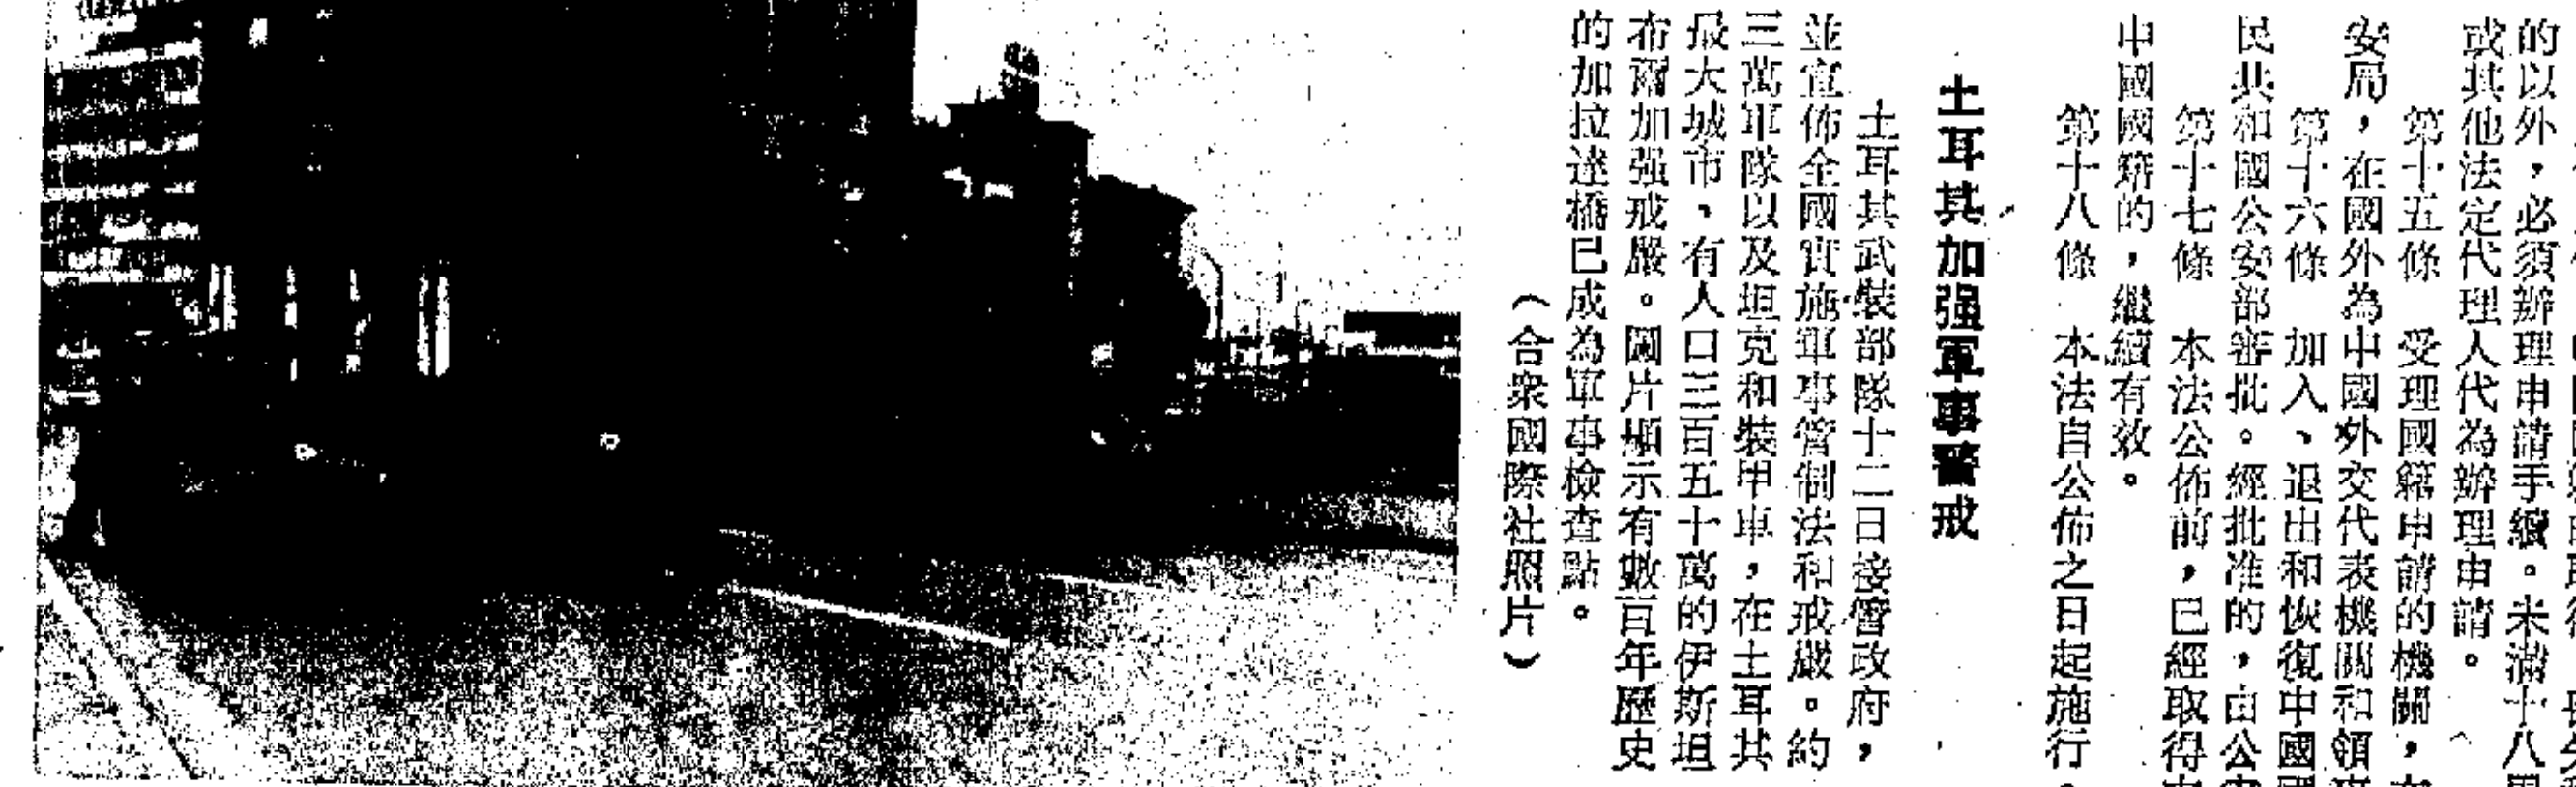 的以外，必須辦理申請手續。未滿十八周
或其他法定代理人代為辦理申請。
第十五條　受理國籍申請的機關，在
安局，在國外為中國外交代表機關和領事
第十六條　加入、退出和恢復中國國
民共和國公安部審批。經批准的，由公安
第十七條　本法公佈前，已經取得中
中國國籍的，繼續有效。
第十八條　本法自公佈之日起施行。
土耳其加强軍事警戒
土耳其武裝部隊十二日接管政府，
並宣佈全國實施軍事管制法和戒嚴。約
三萬軍隊以及坦克和裝甲車，在土耳其
最大城市、有人口三百五十萬的伊斯坦
布爾加强戒嚴。圖片顯示有數百年歷史
的加拉達橋已成為軍事檢查點。
（合衆國際社照片）